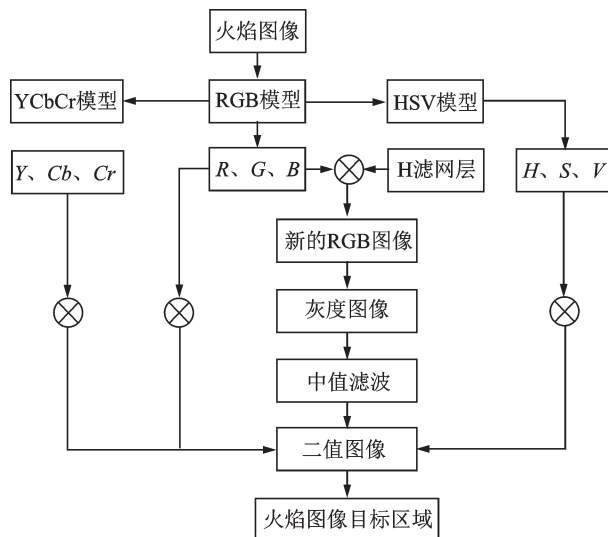 火焰图像
YCbCr模型
RGB模型
HSV模型
Y、Cb、Cr
R、G、B
H滤网层
H、S、V
新的RGB图像
灰度图像
中值滤波
二值图像
火焰图像目标区域